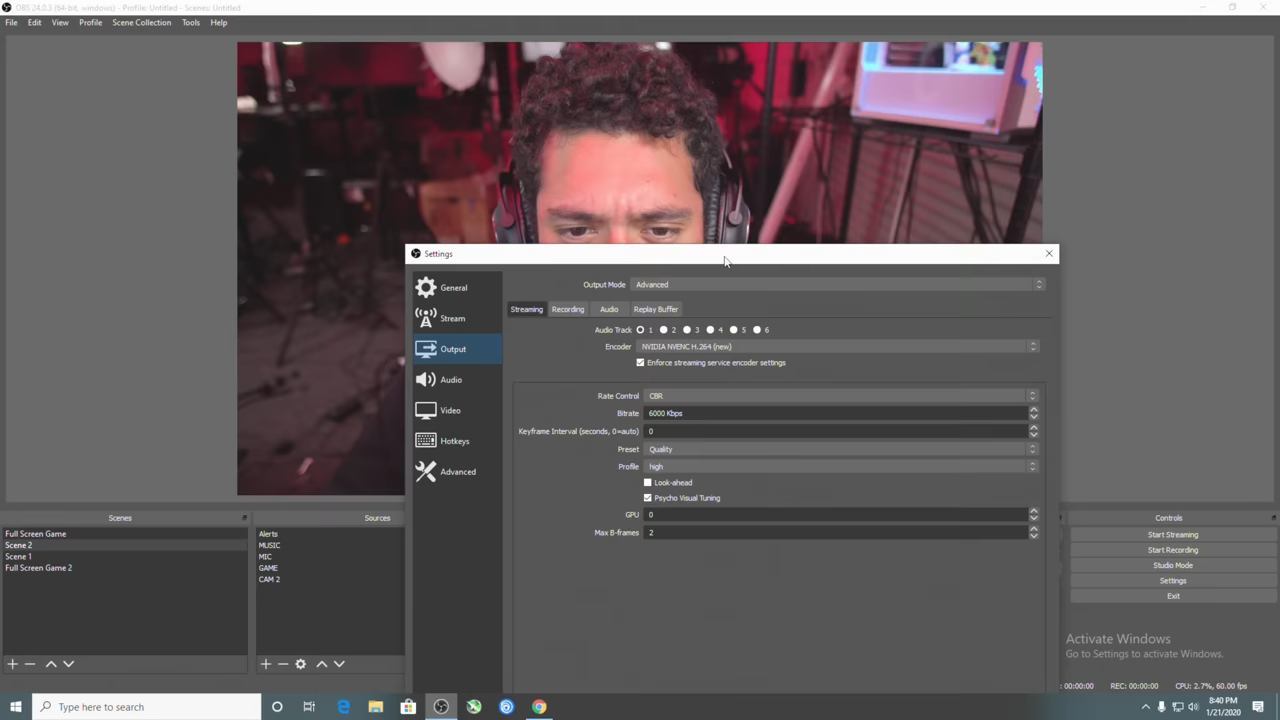 OBS 24.0.3 (64-bit, windows) - Profile: Untitled - Scenes: Untitled
File Edit View Profile Scene Collection Tools Help
Settings
General
Stream
Output
Audio
Video
Hotkeys
Advanced
Output Mode Advanced
Streaming Recording Audio Replay Buffer
Audio Track 1 2 3 4 5 6
Encoder NVIDIA NVENC H.264 (new)
Enforce streaming service encoder settings
Rate Control CBR
Bitrate 6000 Kbps
Keyframe Interval (seconds, 0=auto) 0
Preset Quality
Profile high
Look-ahead
Psycho Visual Tuning
GPU 0
Max B-frames 2
Scenes
Full Screen Game
Scene 2
Scene 1
Full Screen Game 2
Sources
Alerts
MUSIC
MIC
GAME
CAM 2
Controls
Start Streaming
Start Recording
Studio Mode
Settings
Exit
Activate Windows
Go to Settings to activate Windows.
: 00:00:00 REC: 00:00:00 CPU: 2.7%, 60.00 fps
Type here to search
8:40 PM
1/21/2020